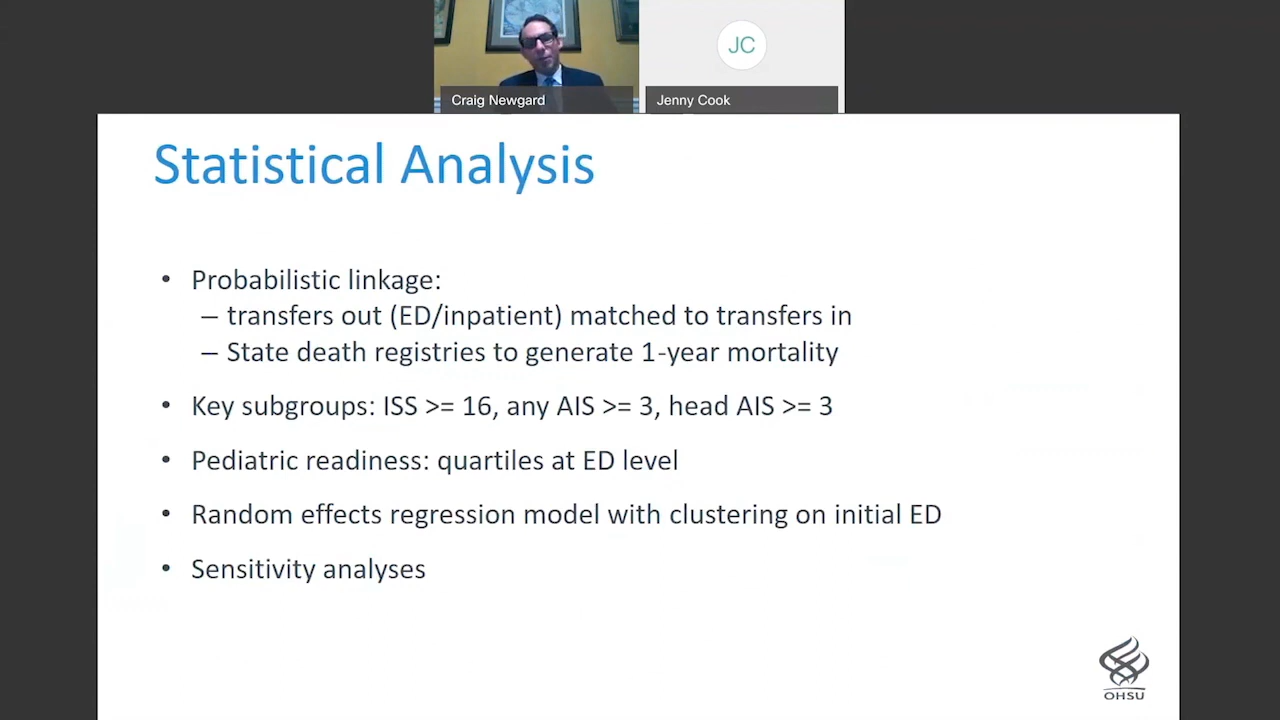 Craig Newgard
JC
Jenny Cook
Statistical Analysis
• Probabilistic linkage:
– transfers out (ED/inpatient) matched to transfers in
– State death registries to generate 1-year mortality
• Key subgroups: ISS >= 16, any AIS >= 3, head AIS >= 3
• Pediatric readiness: quartiles at ED level
• Random effects regression model with clustering on initial ED
• Sensitivity analyses
OHSU